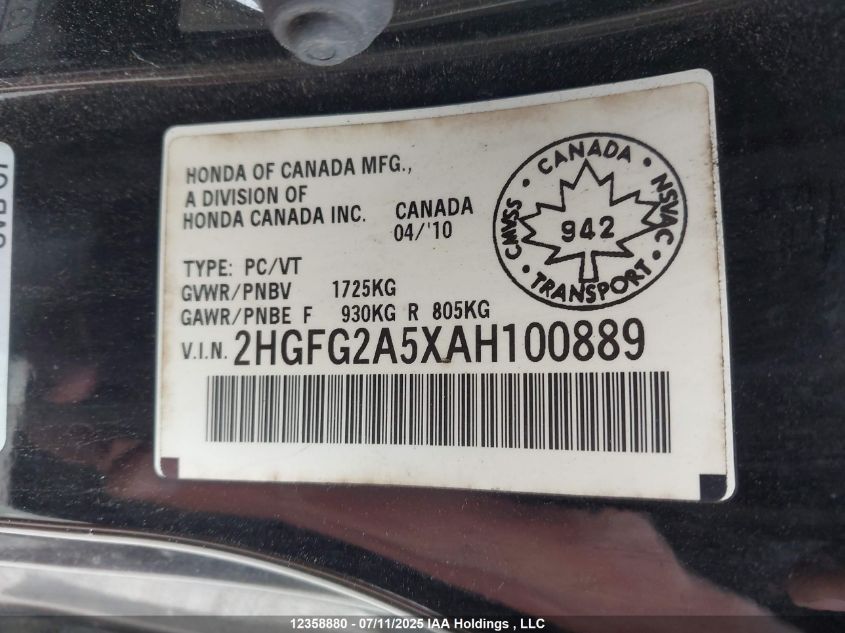 HONDA OF CANADA MFG.,
A DIVISION OF
HONDA CANADA INC. CANADA
04/'10
TYPE: PC/VT
GVWR/PNBV 1725KG
GAWR/PNBE F 930KG R 805KG
V.I.N. 2HGFG2A5XAH100889
CANADA
CMVSS
NSVAC
942
TRANSPORT
12358880 - 07/11/2025 IAA Holdings , LLC